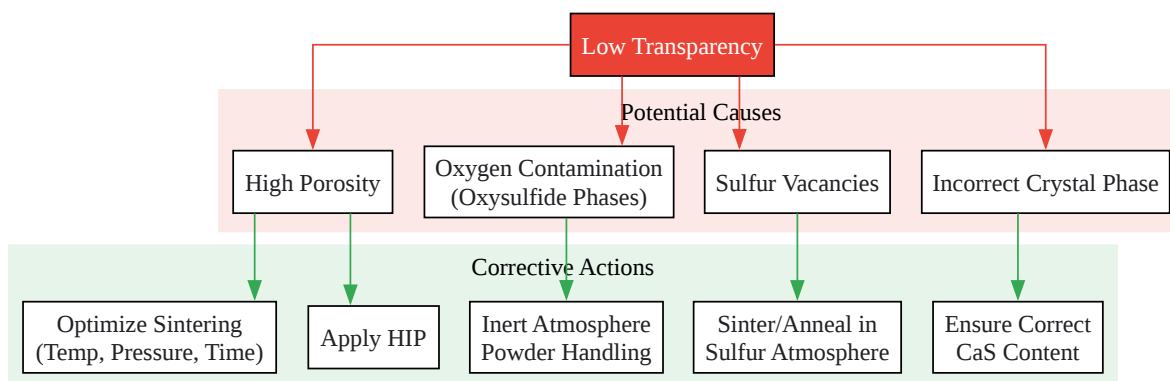 Low Transparency
Potential Causes
High Porosity
Oxygen Contamination
(Oxysulfide Phases)
Sulfur Vacancies
Incorrect Crystal Phase
Corrective Actions
Optimize Sintering
(Temp, Pressure, Time)
Apply HIP
Inert Atmosphere
Powder Handling
Sinter/Anneal in
Sulfur Atmosphere
Ensure Correct
CaS Content